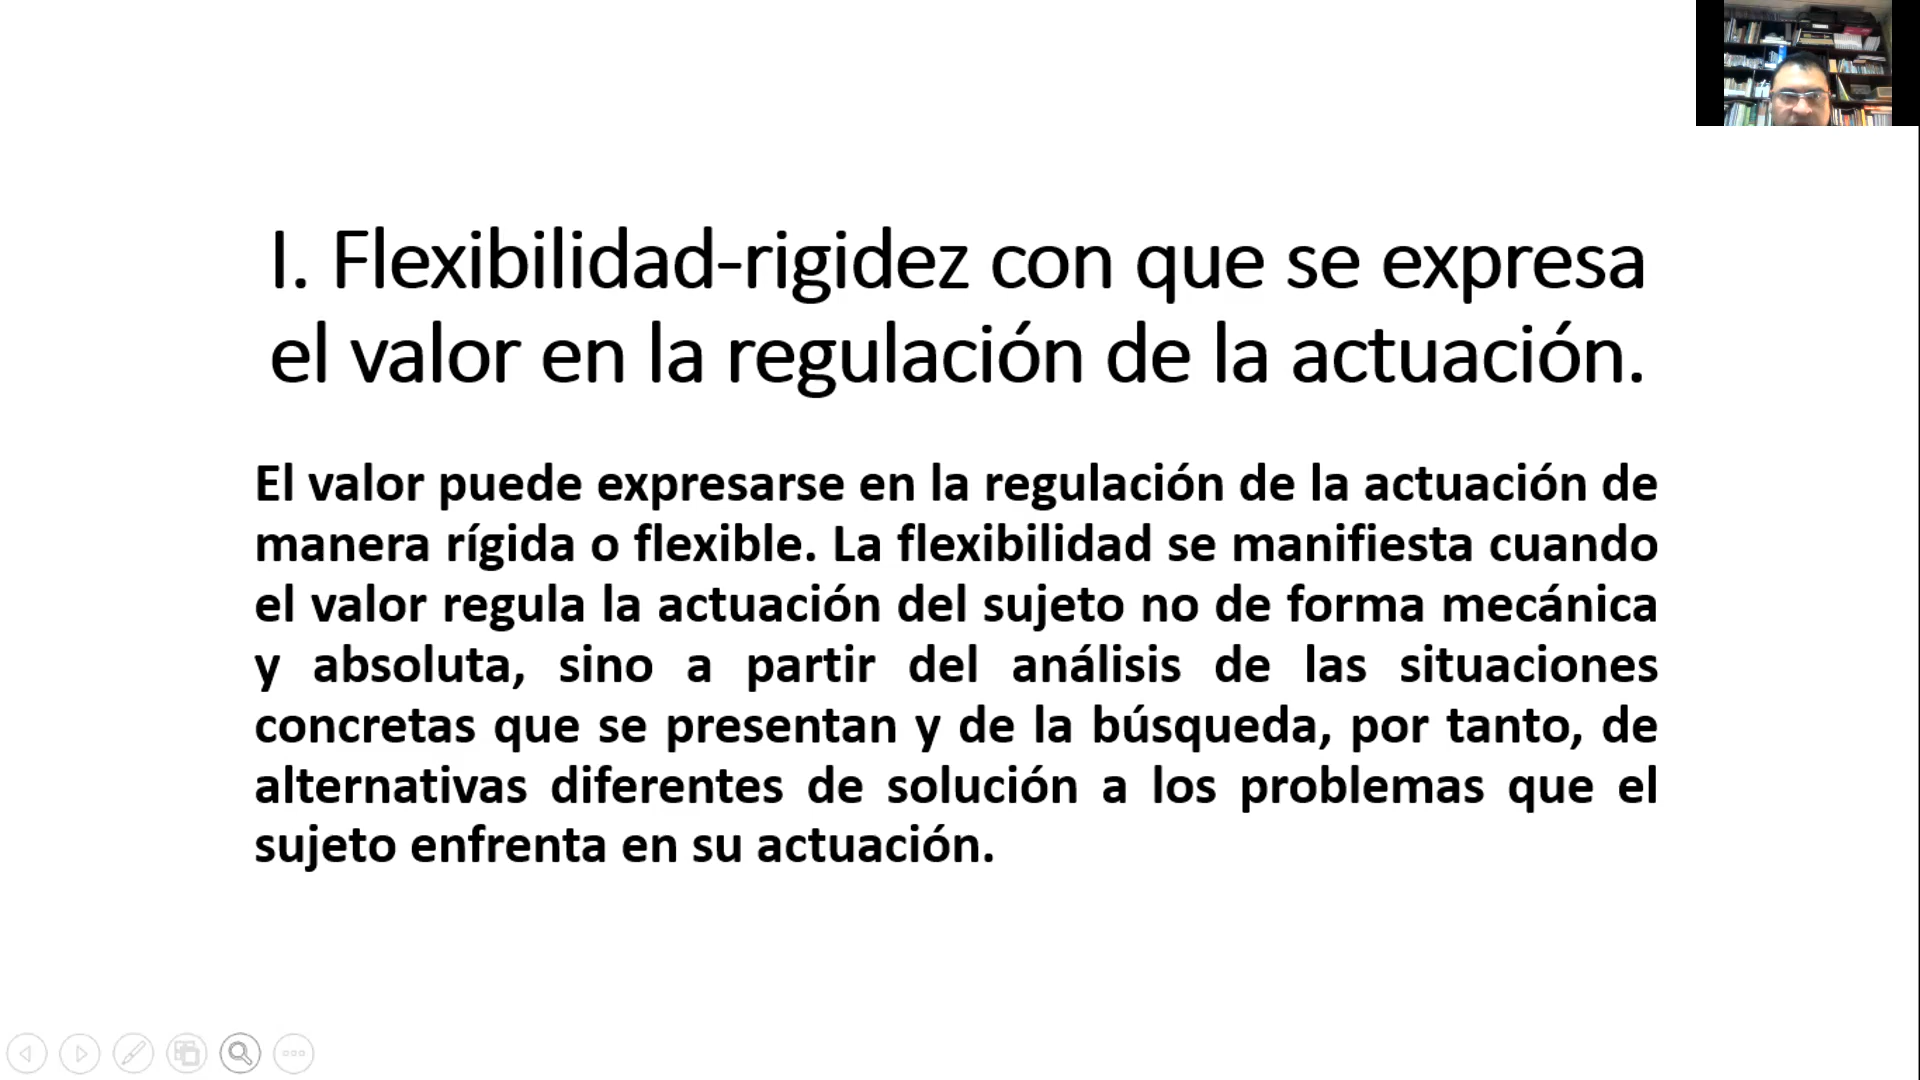 I. Flexibilidad-rigidez con que se expresa
el valor en la regulación de la actuación.
El valor puede expresarse en la regulación de la actuación de
manera rígida o flexible. La flexibilidad se manifiesta cuando
el valor regula la actuación del sujeto no de forma mecánica
y absoluta, sino a partir del análisis de las situaciones
concretas que se presentan y de la búsqueda, por tanto, de
alternativas diferentes de solución a los problemas que el
sujeto enfrenta en su actuación.